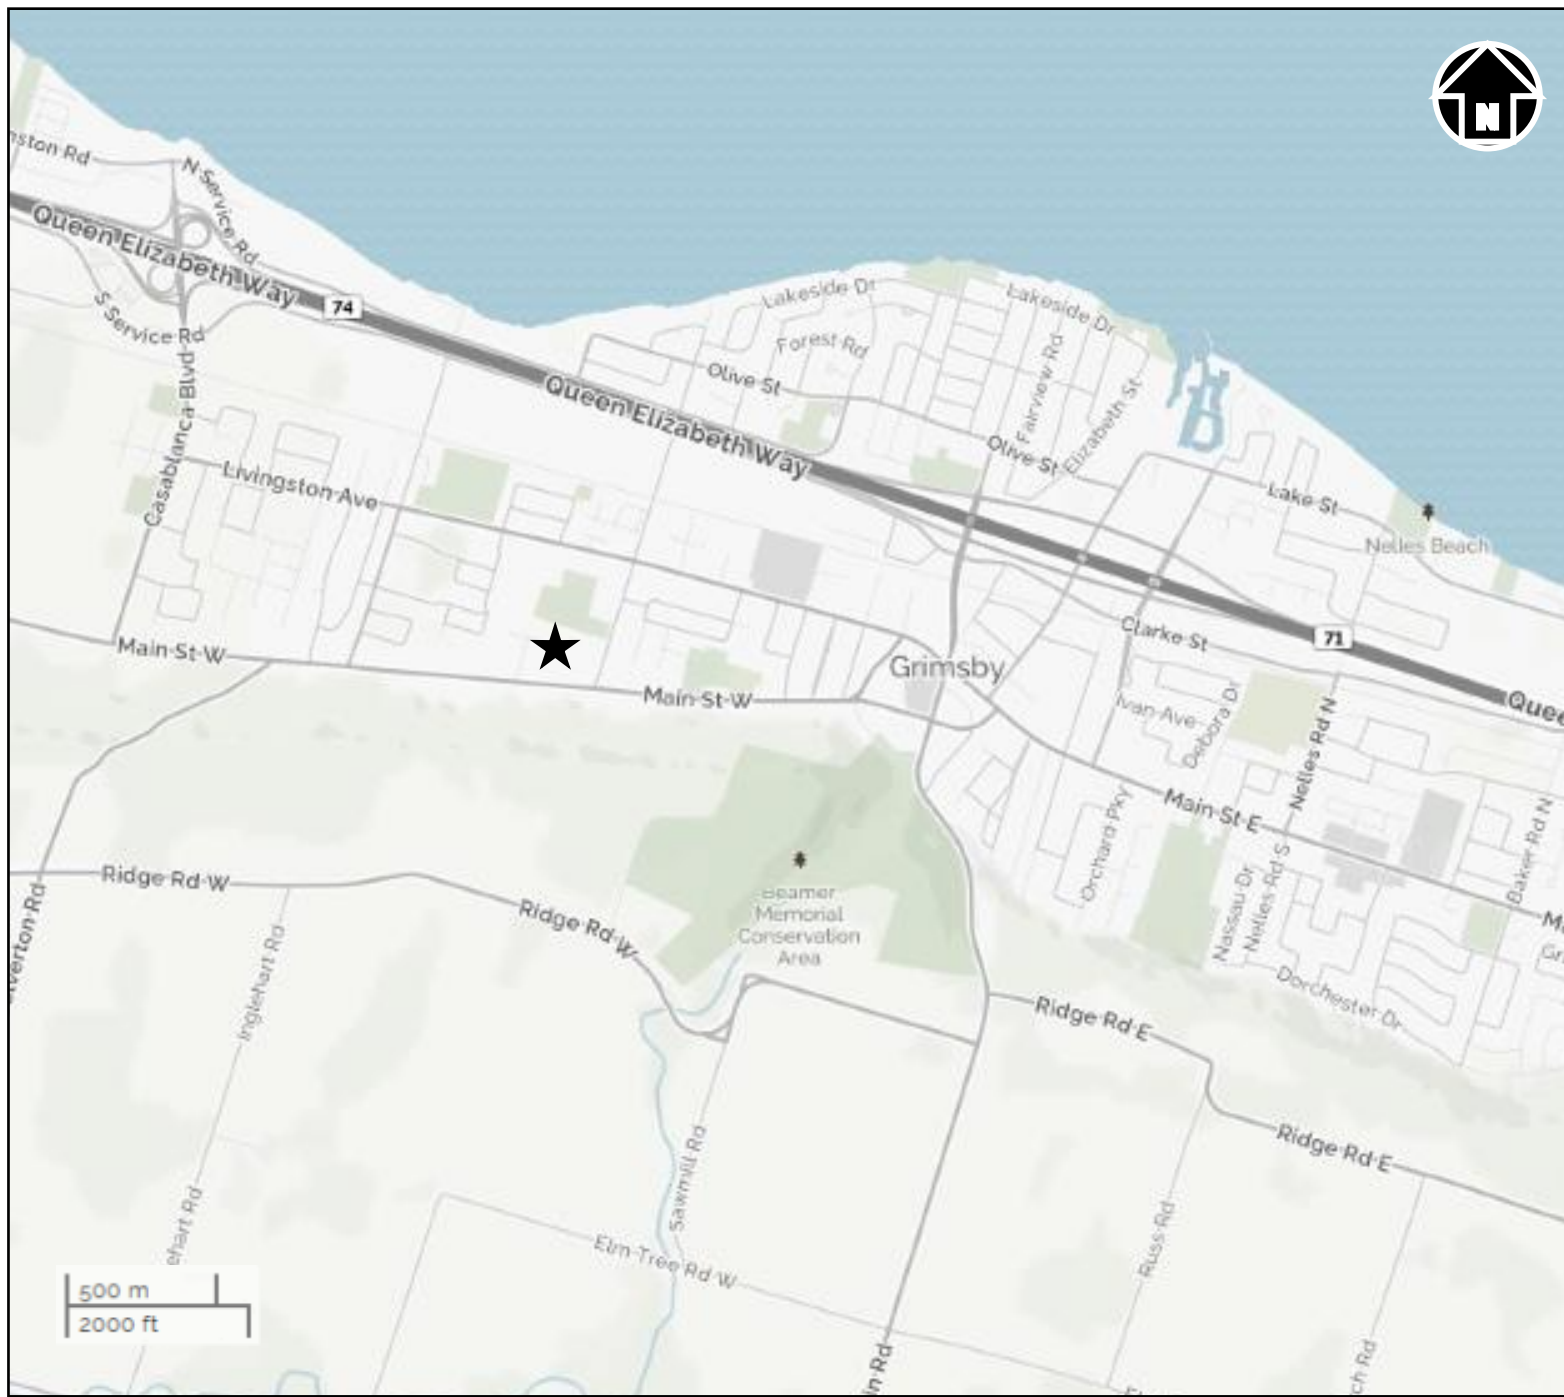 N
N Service Rd
Queen Elizabeth Way
74
S Service Rd
Lakeside Dr
Lakeside Dr
Forest Rd
Fairview Rd
Olive St
Queen Elizabeth Way
Elizabeth St
Olive St
Casablanca Blvd
Livingston Ave
Lake St
Nelles Beach
Clarke St
71
Main St W
Grimsby
Main St W
Ivan Ave
Debora Dr
Nelles Rd N
Main St E
Orchard Pky
Baker Rd N
Ridge Rd W
Ridge Rd W
Beamer
Memorial
Conservation
Area
Nassau Dr
Nelles Rd S
Inglehart Rd
Dorchester Dr
Ridge Rd E
Ridge Rd E
Sawmill Rd
Russ Rd
Elm Tree Rd W
500 m
2000 ft